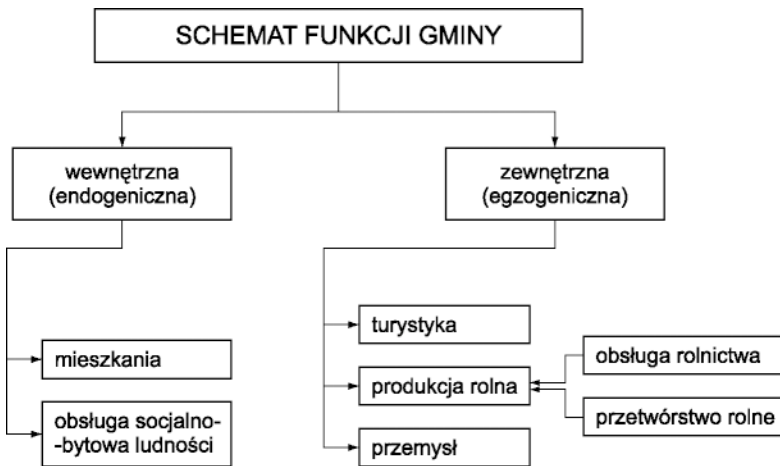 SCHEMAT FUNKCJI GMINY
wewnętrzna
(endogeniczna)
zewnętrzna
(egzogeniczna)
mieszkania
obsługa socjalno-
-bytowa ludności
turystyka
produkcja rolna
przemysł
obsługa rolnictwa
przetwórstwo rolne